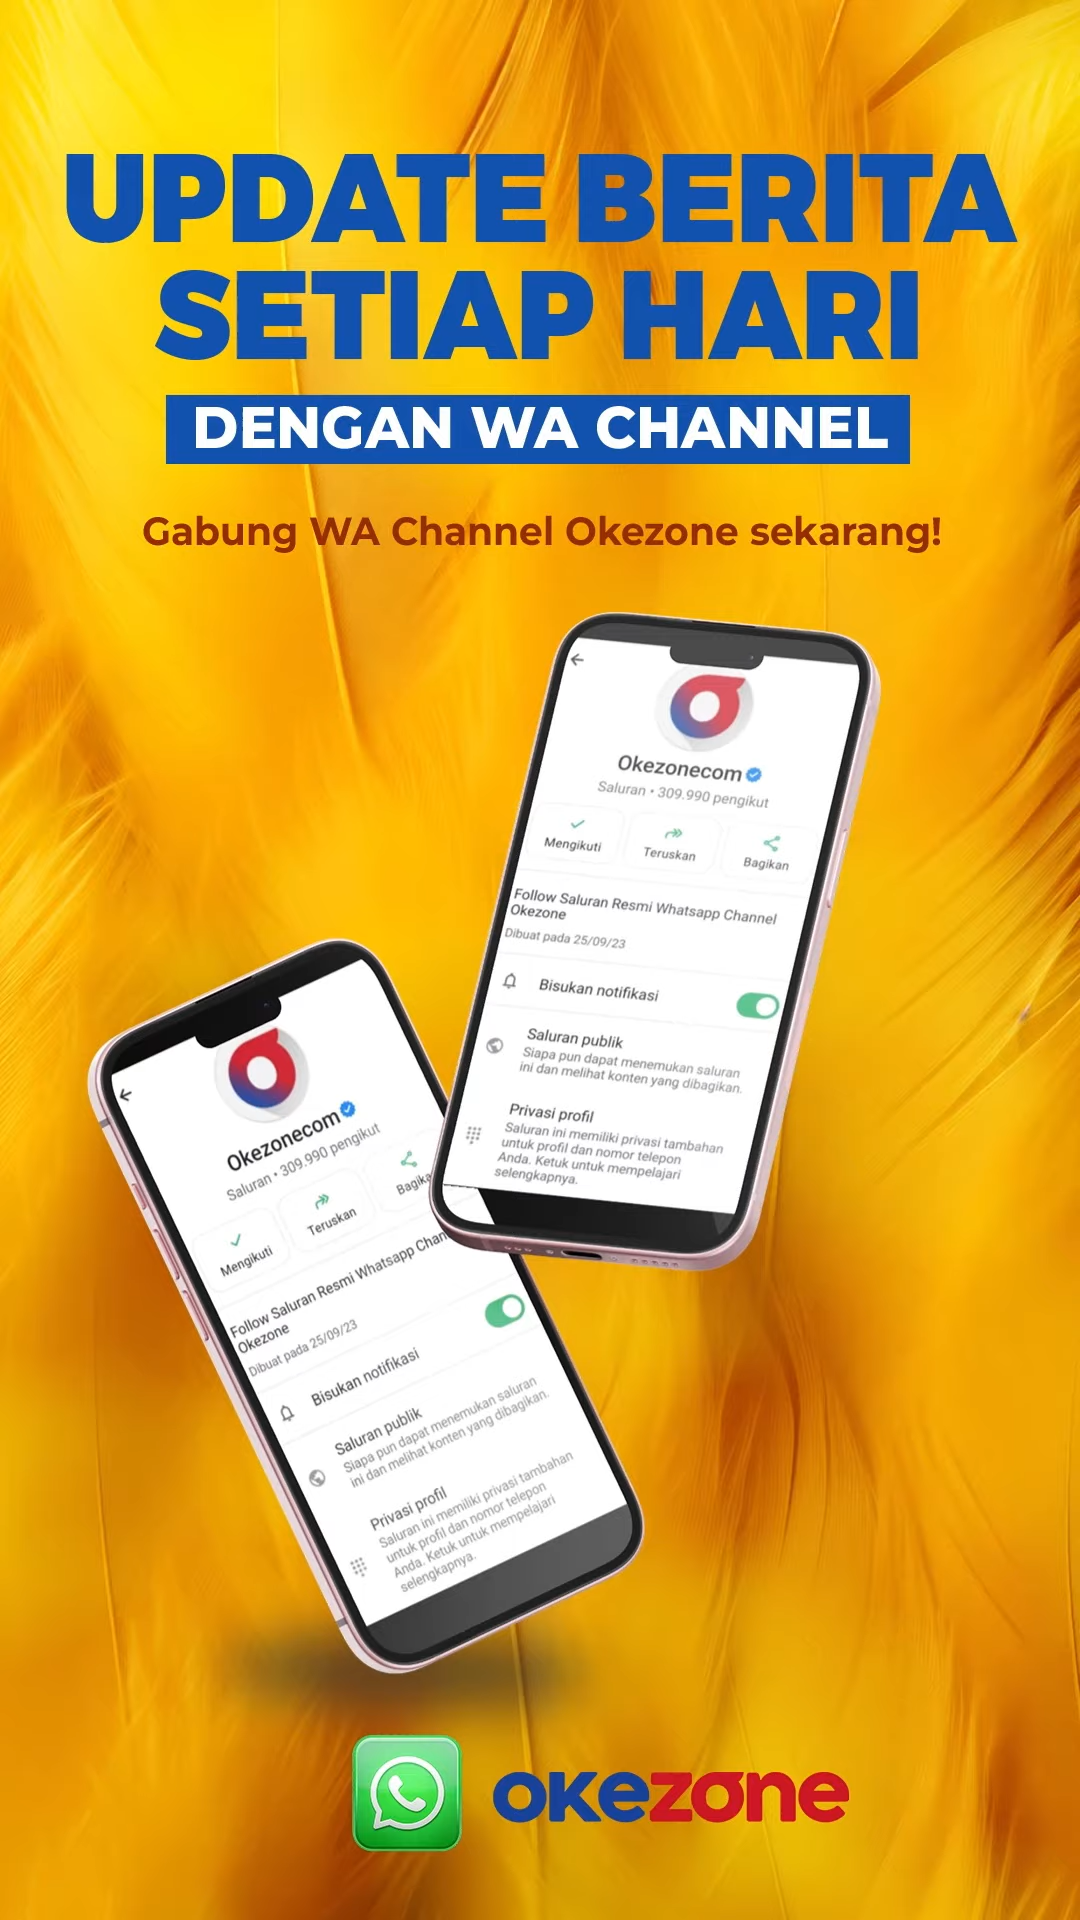 UPDATE BERITA
SETIAP HARI
DENGAN WA CHANNEL
Gabung WA Channel Okezone sekarang!
Okezonecom
Saluran • 309.990 pengikut
Mengikuti
Teruskan
Bagikan
Follow Saluran Resmi Whatsapp Channel
Okezone
Dibuat pada 25/09/23
Bisukan notifikasi
Saluran publik
Siapa pun dapat menemukan saluran
ini dan melihat konten yang dibagikan.
Privasi profil
Saluran ini memiliki privasi tambahan
untuk profil dan nomor telepon
Anda. Ketuk untuk mempelajari
selengkapnya.
Okezonecom
Saluran • 309.990 pengikut
Mengikuti
Teruskan
Bagika
Follow Saluran Resmi Whatsapp Chan
Okezone
Dibuat pada 25/09/23
Bisukan notifikasi
Saluran publik
Siapa pun dapat menemukan saluran
ini dan melihat konten yang dibagikan.
Privasi profil
Saluran ini memiliki privasi tambahan
untuk profil dan nomor telepon
Anda. Ketuk untuk mempelajari
selengkapnya.
okezone